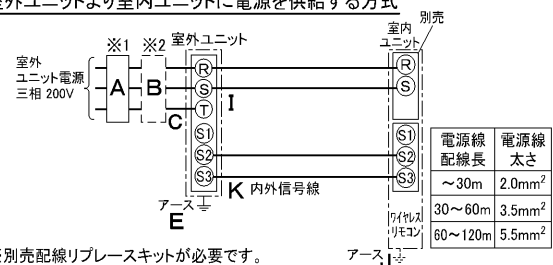 室外ユニットより室内ユニットに電源を供給する方式
※1 ※2 室外ユニット 室内ユニット 別売
室外
ユニット電源
三相 200V
A B
R R
S S
I
C T
S1 S1
S2 S2
S3 S3
K 内外信号線
アース
E
ワイヤレス
リモコン
アース
J
電源線配線長 電源線太さ
～30m 2.0mm²
30～60m 3.5mm²
60～120m 5.5mm²
別売配線リプレースキットが必要です。